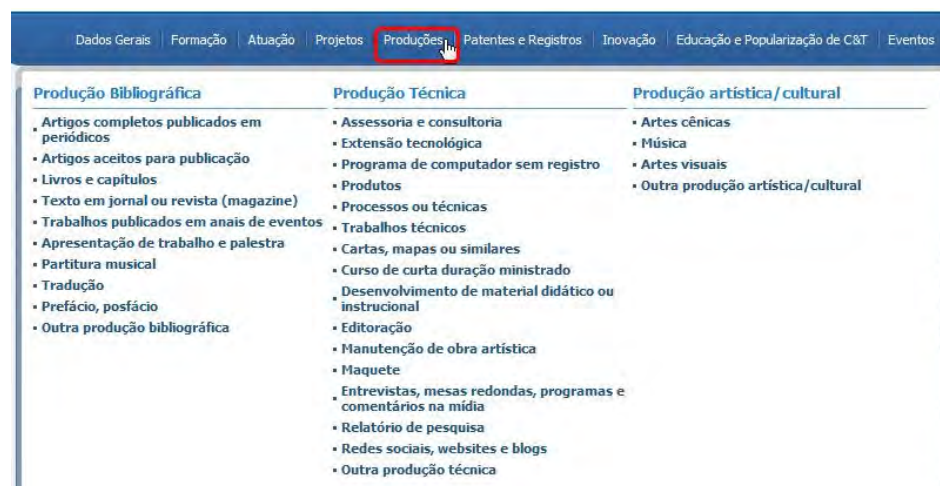 Dados Gerais Formação Atuação Projetos Produções Patentes e Registros Inovação Educação e Popularização de C&T Eventos
Produção Bibliográfica
Artigos completos publicados em
periódicos
Artigos aceitos para publicação
Livros e capítulos
Texto em jornal ou revista (magazine)
Trabalhos publicados em anais de eventos
Apresentação de trabalho e palestra
Partitura musical
Tradução
Prefácio, posfácio
Outra produção bibliográfica
Produção Técnica
Assessoria e consultoria
Extensão tecnológica
Programa de computador sem registro
Produtos
Processos ou técnicas
Trabalhos técnicos
Cartas, mapas ou similares
Curso de curta duração ministrado
Desenvolvimento de material didático ou
instrucional
Editoração
Manutenção de obra artística
Maquete
Entrevistas, mesas redondas, programas e
comentários na mídia
Relatório de pesquisa
Redes sociais, websites e blogs
Outra produção técnica
Produção artística/cultural
Artes cênicas
Música
Artes visuais
Outra produção artística/cultural